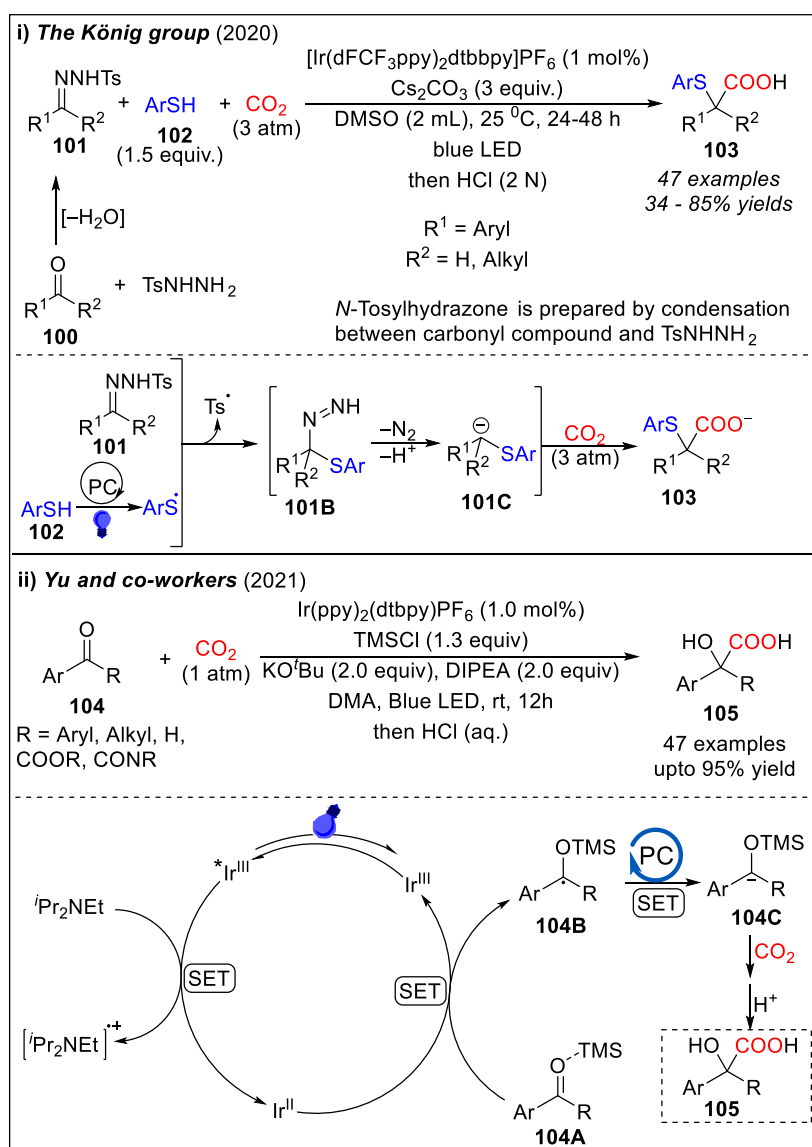 i) The König group (2020)
NNHTs
R1 R2
101
+ ArSH
102
(1.5 equiv.)
+ CO2
(3 atm)
[Ir(dFCF3ppy)2dtbbpy]PF6 (1 mol%)
Cs2CO3 (3 equiv.)
DMSO (2 mL), 25 0C, 24-48 h
blue LED
then HCl (2 N)
ArS COOH
R1 R2
103
47 examples
34 - 85% yields
[–H2O]
R1 = Aryl
R2 = H, Alkyl
O
R1 R2
100
+ TsNHNH2
N-Tosylhydrazone is prepared by condensation
between carbonyl compound and TsNHNH2
NNHTs
R1 R2
101
ArSH
102
PC
ArS•
Ts•
N=NH
R1 R2 SAr
101B
–N2
–H+
R1 R2 – SAr
101C
CO2
(3 atm)
ArS COO–
R1 R2
103
ii) Yu and co-workers (2021)
O
Ar R
104
+ CO2
(1 atm)
Ir(ppy)2(dtbpy)PF6 (1.0 mol%)
TMSCl (1.3 equiv)
KOtBu (2.0 equiv), DIPEA (2.0 equiv)
DMA, Blue LED, rt, 12h
then HCl (aq.)
HO COOH
Ar R
105
47 examples
upto 95% yield
R = Aryl, Alkyl, H,
COOR, CONR
*IrIII
IrIII
iPr2NEt
SET
[iPr2NEt]•+
IrII
SET
OTMS
Ar • R
104B
PC
SET
OTMS
Ar – R
104C
CO2
H+
O--TMS
Ar R
104A
HO COOH
Ar R
105